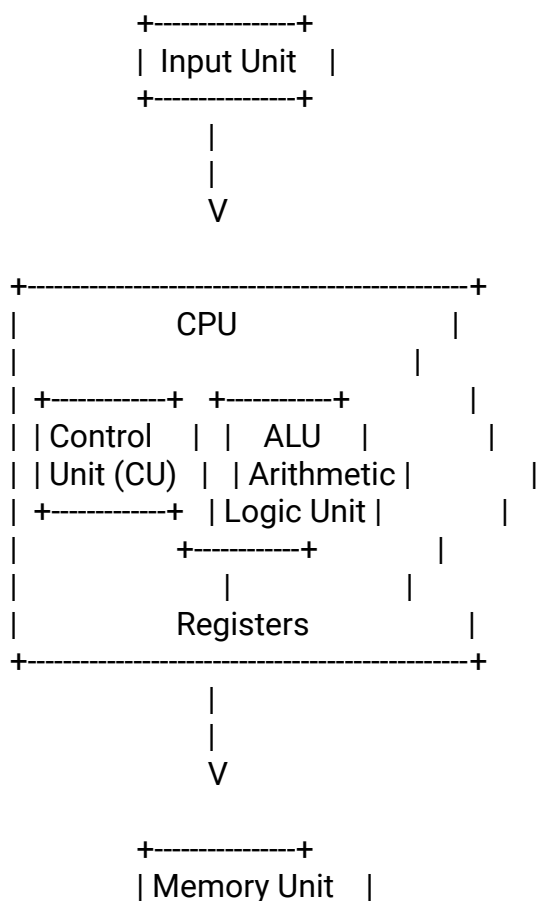 +----------------+
| Input Unit |
+----------------+
|
|
V
+-------------------------------------------------+
| CPU |
| |
| +-------------+ +------------+ |
| | Control | | ALU | |
| | Unit (CU) | | Arithmetic | |
| +-------------+ | Logic Unit | |
| +------------+ |
| | |
| Registers |
+-------------------------------------------------+
|
|
V
+----------------+
| Memory Unit |